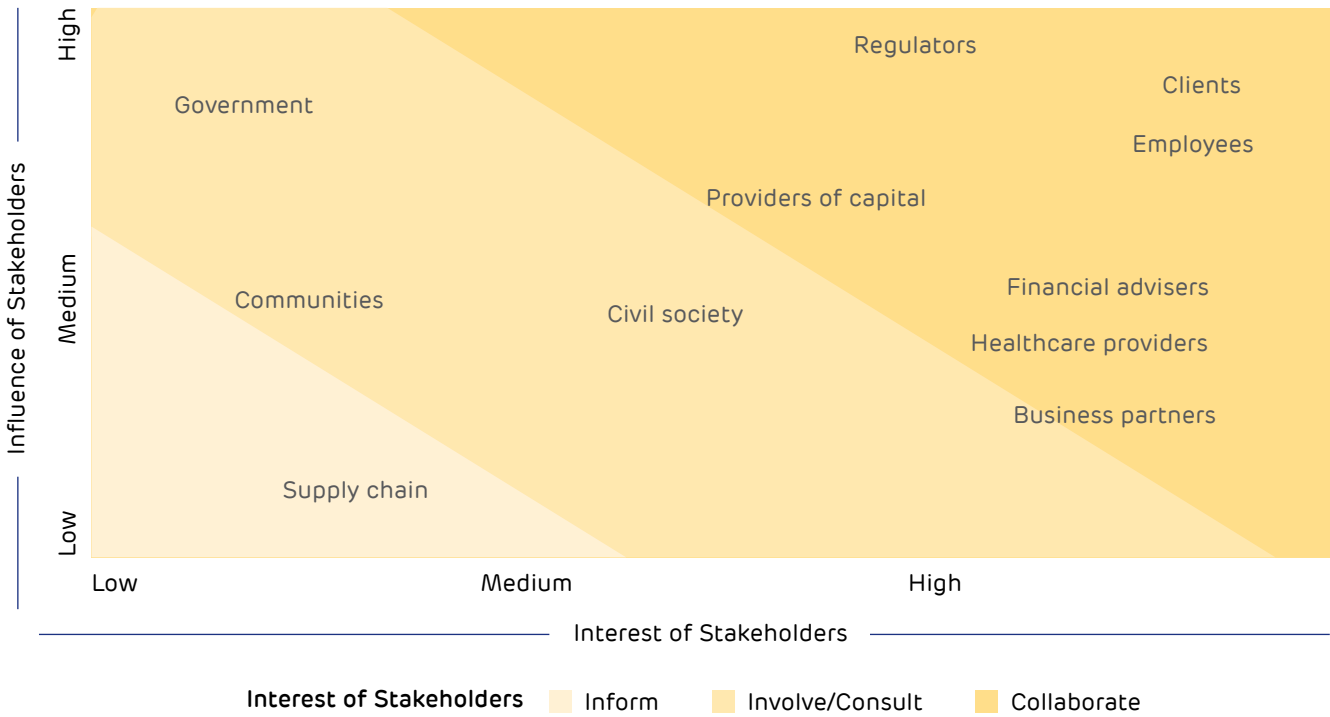 High
Regulators
Clients
Government
Employees
Providers of capital
Influence of Stakeholders
Medium
Financial advisers
Communities
Civil society
Healthcare providers
Business partners
Supply chain
Low
Low
Medium
High
Interest of Stakeholders
Interest of Stakeholders Inform Involve/Consult Collaborate